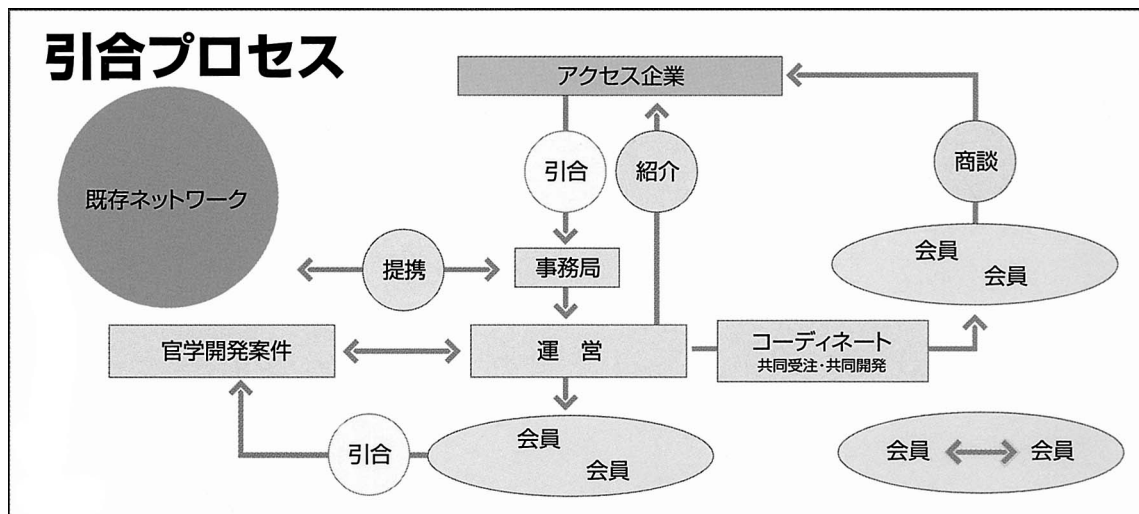 引合プロセス
アクセス企業
既存ネットワーク
引合
紹介
商談
提携
事務局
会員
会員
官学開発案件
運 営
コーディネート
共同受注・共同開発
引合
会員
会員
会員
会員